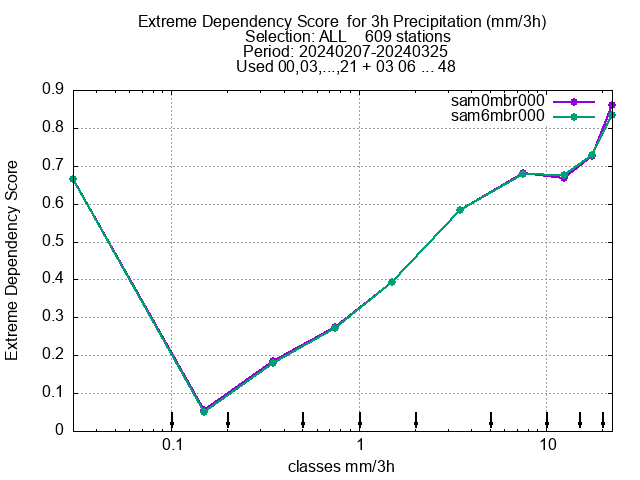 Extreme Dependency Score  for 3h Precipitation (mm/3h)
Selection: ALL    609 stations
Period: 20240207-20240325
Used 00,03,...,21 + 03 06 ... 48
sam0mbr000
sam6mbr000
0.9
0.8
0.7
0.6
0.5
0.4
0.3
0.2
0.1
0
Extreme Dependency Score
0.1 1 10
classes mm/3h